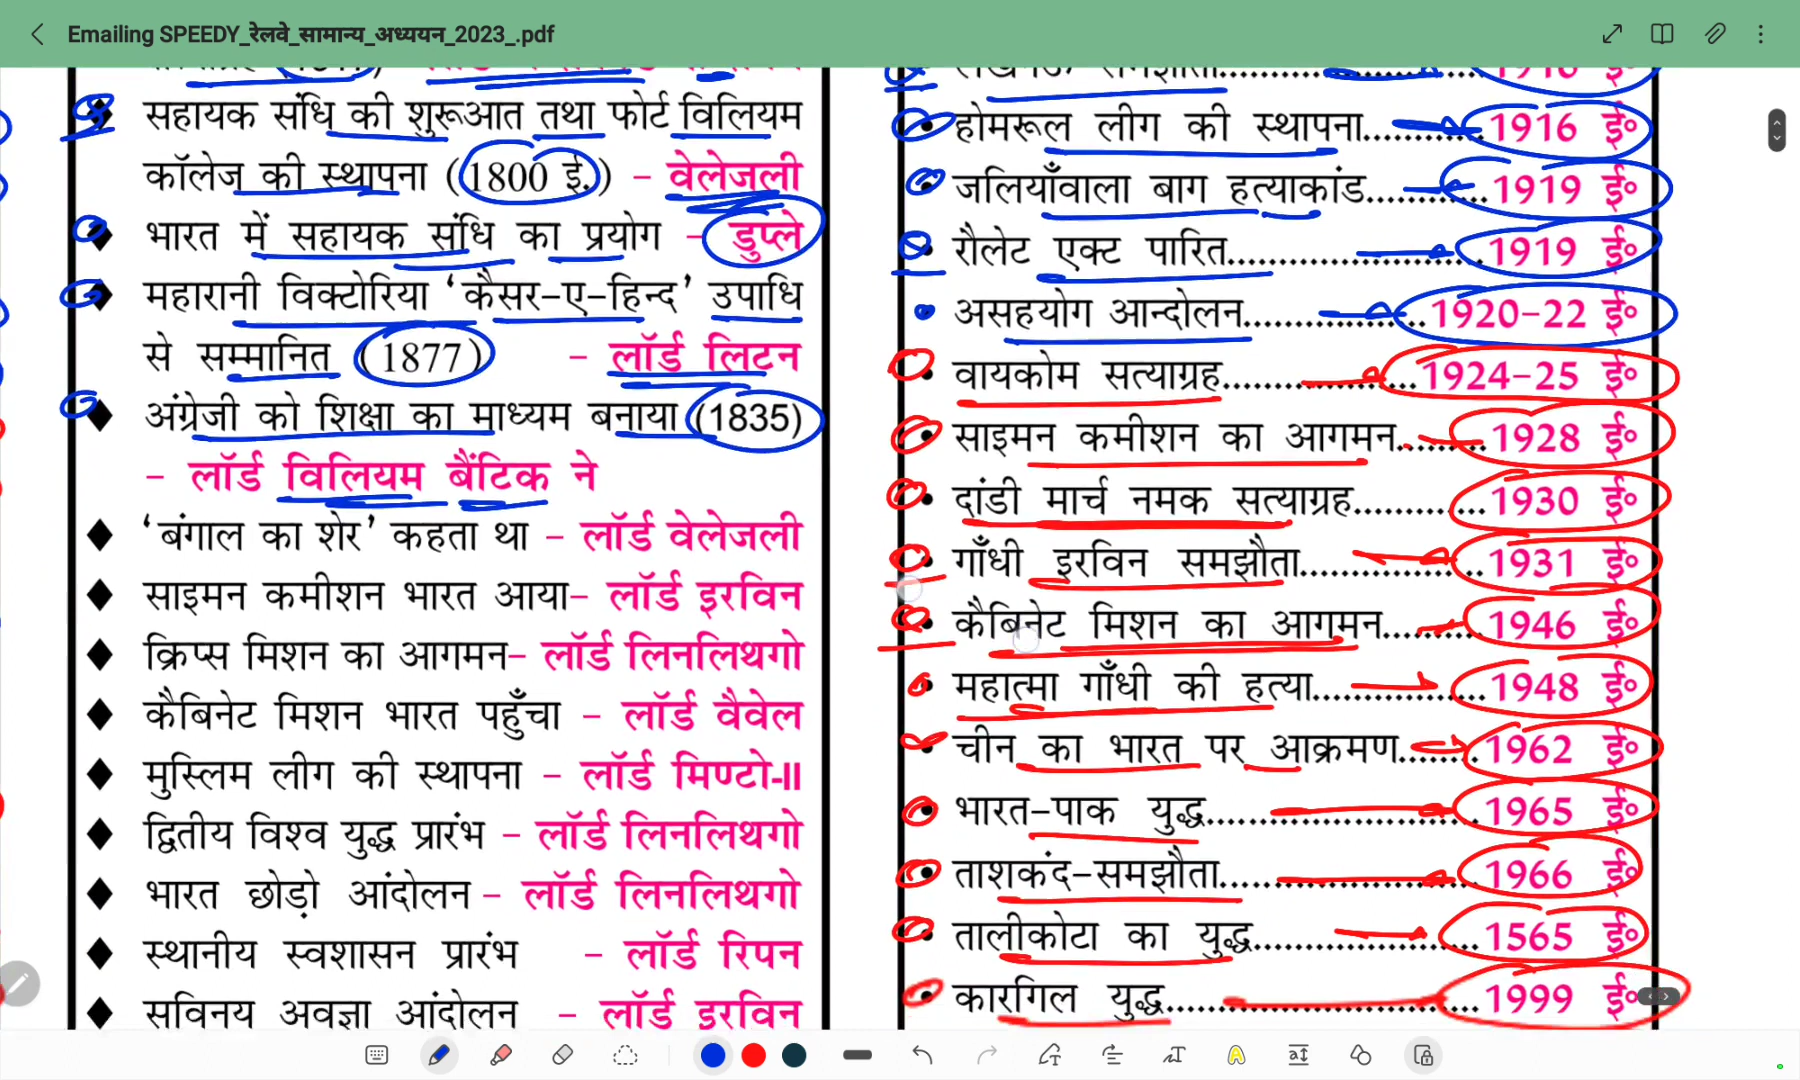 Emailing SPEEDY_रेलवे_सामान्य_अध्ययन_2023_.pdf
सहायक संधि की शुरूआत तथा फोर्ट विलियम
कॉलेज की स्थापना (1800 ई.) – वेलेजली
भारत में सहायक संधि का प्रयोग – डुप्ले
महारानी विक्टोरिया ‘कैसर-ए-हिन्द’ उपाधि
से सम्मानित (1877) – लॉर्ड लिटन
अंग्रेजी को शिक्षा का माध्यम बनाया (1835)
– लॉर्ड विलियम बैंटिक ने
‘बंगाल का शेर’ कहता था – लॉर्ड वेलेजली
साइमन कमीशन भारत आया– लॉर्ड इरविन
क्रिप्स मिशन का आगमन– लॉर्ड लिनलिथगो
कैबिनेट मिशन भारत पहुँचा – लॉर्ड वैवेल
मुस्लिम लीग की स्थापना – लॉर्ड मिण्टो-II
द्वितीय विश्व युद्ध प्रारंभ – लॉर्ड लिनलिथगो
भारत छोड़ो आंदोलन – लॉर्ड लिनलिथगो
स्थानीय स्वशासन प्रारंभ – लॉर्ड रिपन
सविनय अवज्ञा आंदोलन – लॉर्ड इरविन
होमरूल लीग की स्थापना............1916 ई०
जलियाँवाला बाग हत्याकांड............1919 ई०
रौलेट एक्ट पारित............1919 ई०
असहयोग आन्दोलन............1920-22 ई०
वायकोम सत्याग्रह............1924-25 ई०
साइमन कमीशन का आगमन.........1928 ई०
दांडी मार्च नमक सत्याग्रह............1930 ई०
गाँधी इरविन समझौता............1931 ई०
कैबिनेट मिशन का आगमन..........1946 ई०
महात्मा गाँधी की हत्या............1948 ई०
चीन का भारत पर आक्रमण........1962 ई०
भारत-पाक युद्ध............1965 ई०
ताशकंद-समझौता............1966 ई०
तालीकोटा का युद्ध............1565 ई०
कारगिल युद्ध............1999 ई०